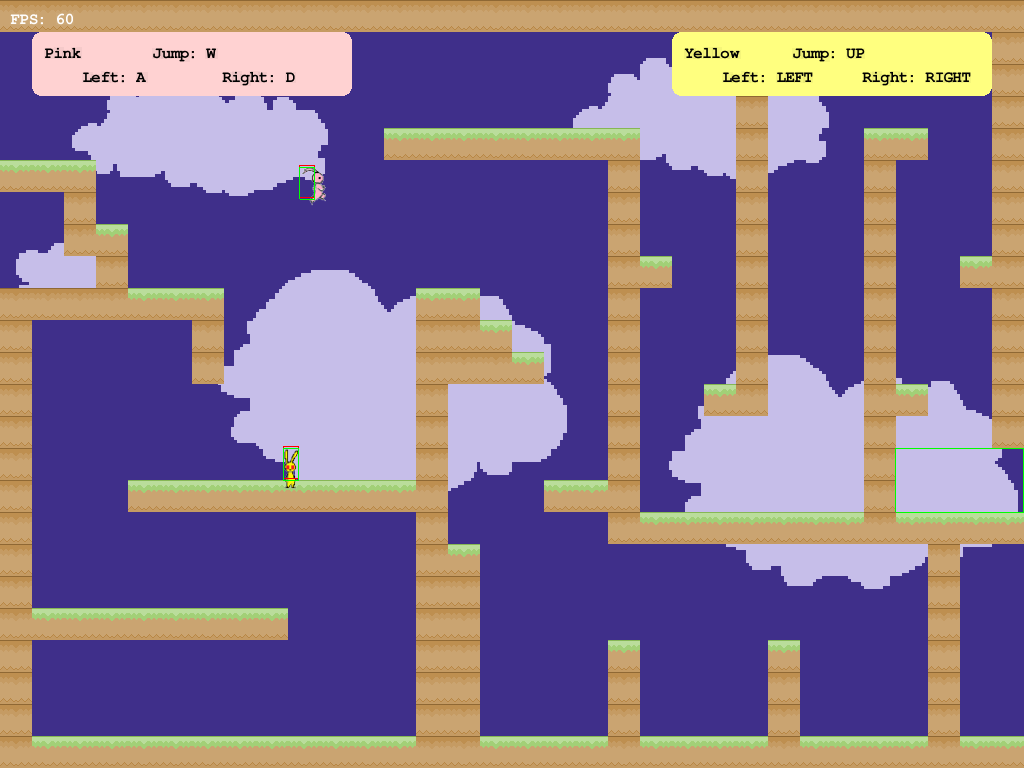 FPS: 60
Pink Jump: W
Left: A Right: D
Yellow Jump: UP
Left: LEFT Right: RIGHT